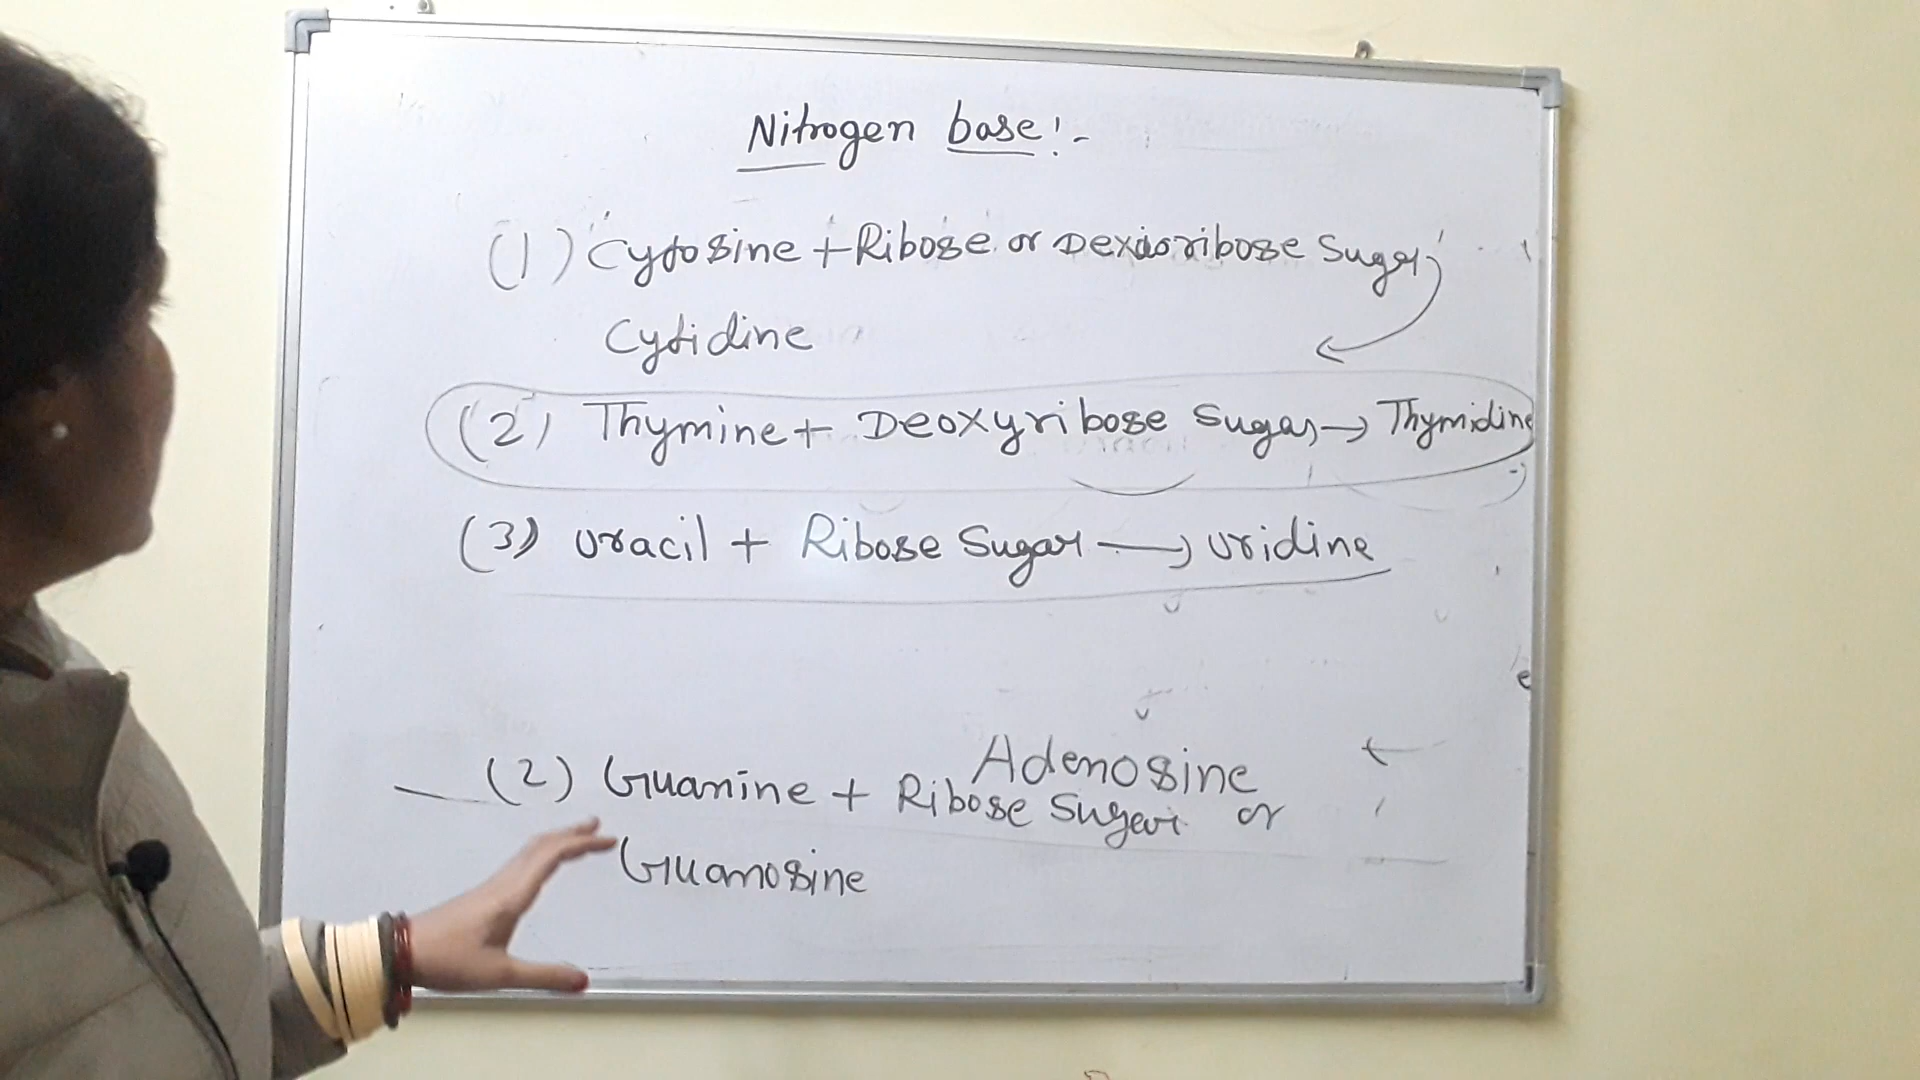 Nitrogen base:-
(1) Cytosine + Ribose or Dexioribose Sugar
Cytidine
(2) Thymine + Deoxyribose Sugar → Thymidine
(3) Uracil + Ribose Sugar → Uridine
Adenosine
(2) Guanine + Ribose Sugar or
Guanosine